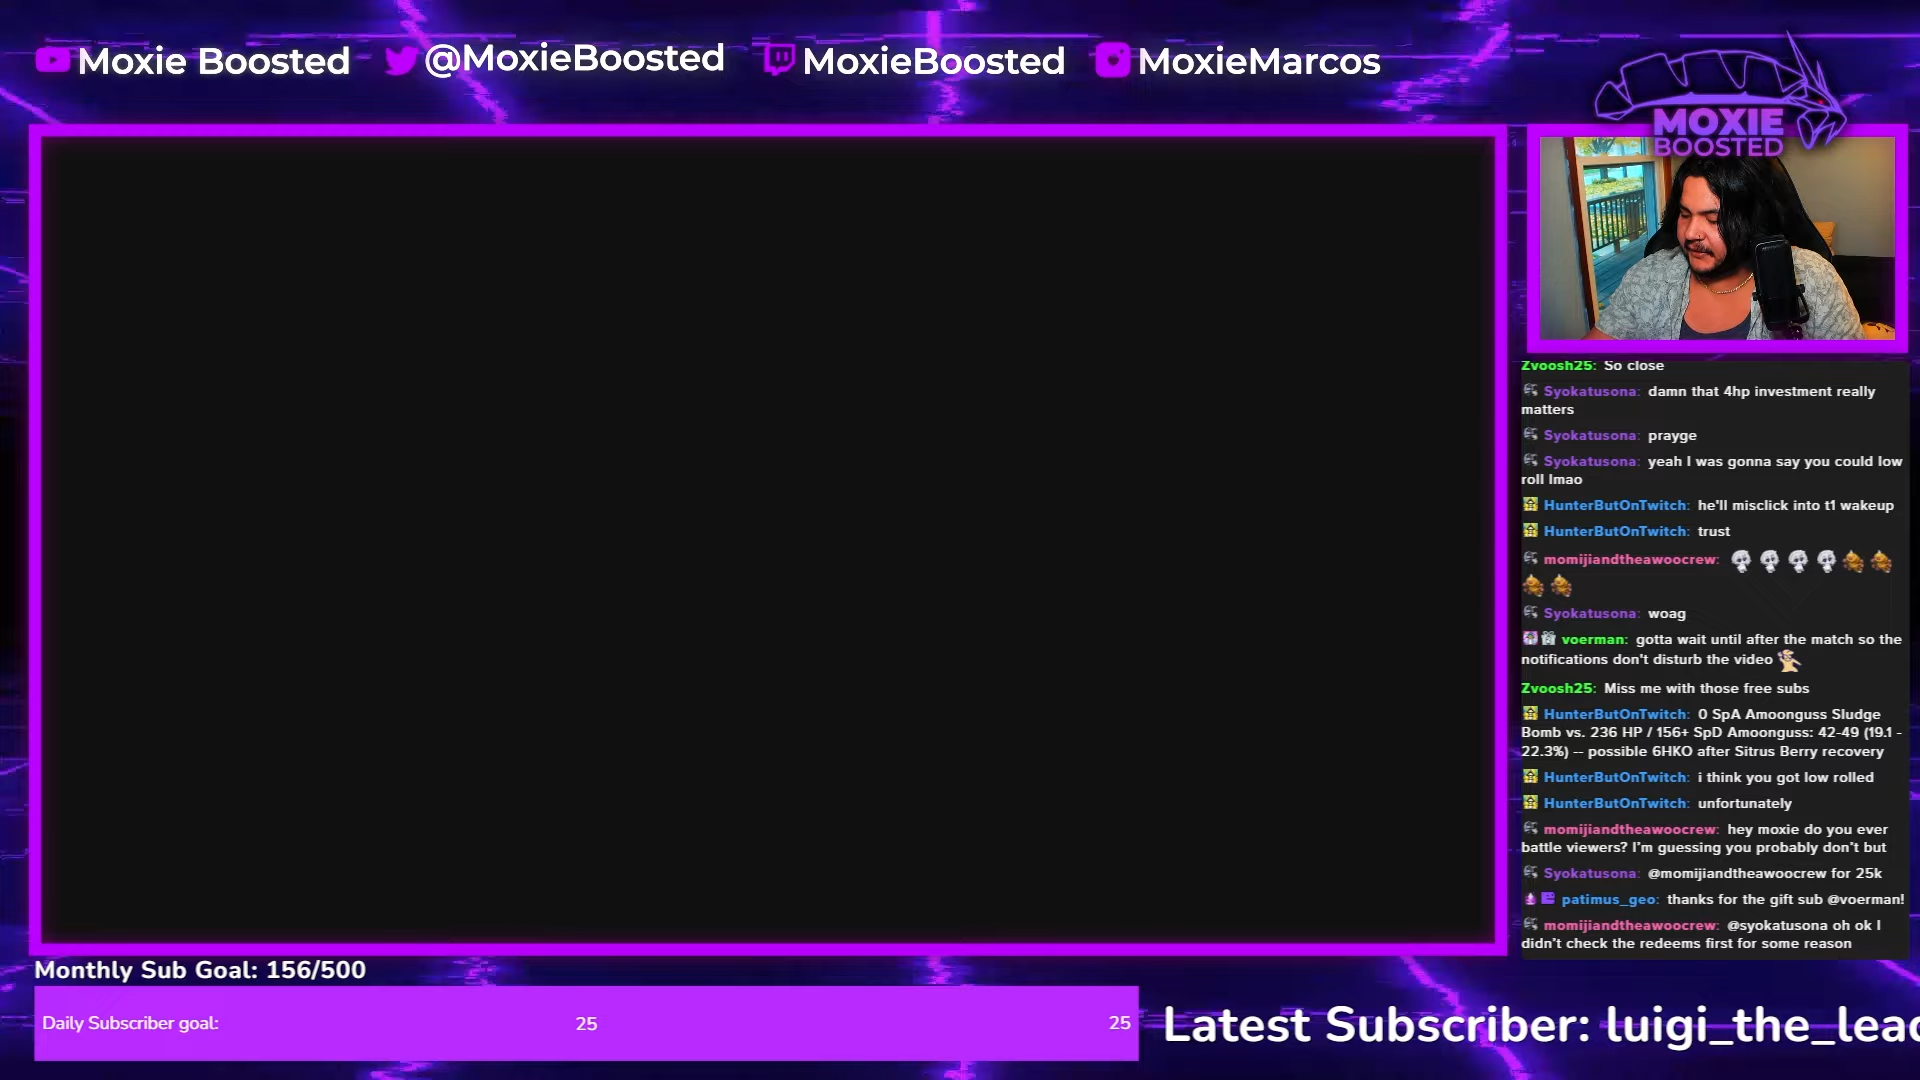 Moxie Boosted @MoxieBoosted MoxieBoosted MoxieMarcos
MOXIE
BOOSTED
Zvoosh25: So close
Syokatusona: damn that 4hp investment really
matters
Syokatusona: prayge
Syokatusona: yeah I was gonna say you could low
roll lmao
HunterButOnTwitch: he'll misclick into t1 wakeup
HunterButOnTwitch: trust
momijiandtheawoocrew:
Syokatusona: woag
voerman: gotta wait until after the match so the
notifications don't disturb the video
Zvoosh25: Miss me with those free subs
HunterButOnTwitch: 0 SpA Amoonguss Sludge
Bomb vs. 236 HP / 156+ SpD Amoonguss: 42-49 (19.1 -
22.3%) -- possible 6HKO after Sitrus Berry recovery
HunterButOnTwitch: i think you got low rolled
HunterButOnTwitch: unfortunately
momijiandtheawoocrew: hey moxie do you ever
battle viewers? I'm guessing you probably don't but
Syokatusona: @momijiandtheawoocrew for 25k
patimus_geo: thanks for the gift sub @voerman!
momijiandtheawoocrew: @syokatusona oh ok I
didn't check the redeems first for some reason
Monthly Sub Goal: 156/500
Daily Subscriber goal: 25 25
Latest Subscriber: luigi_the_lea